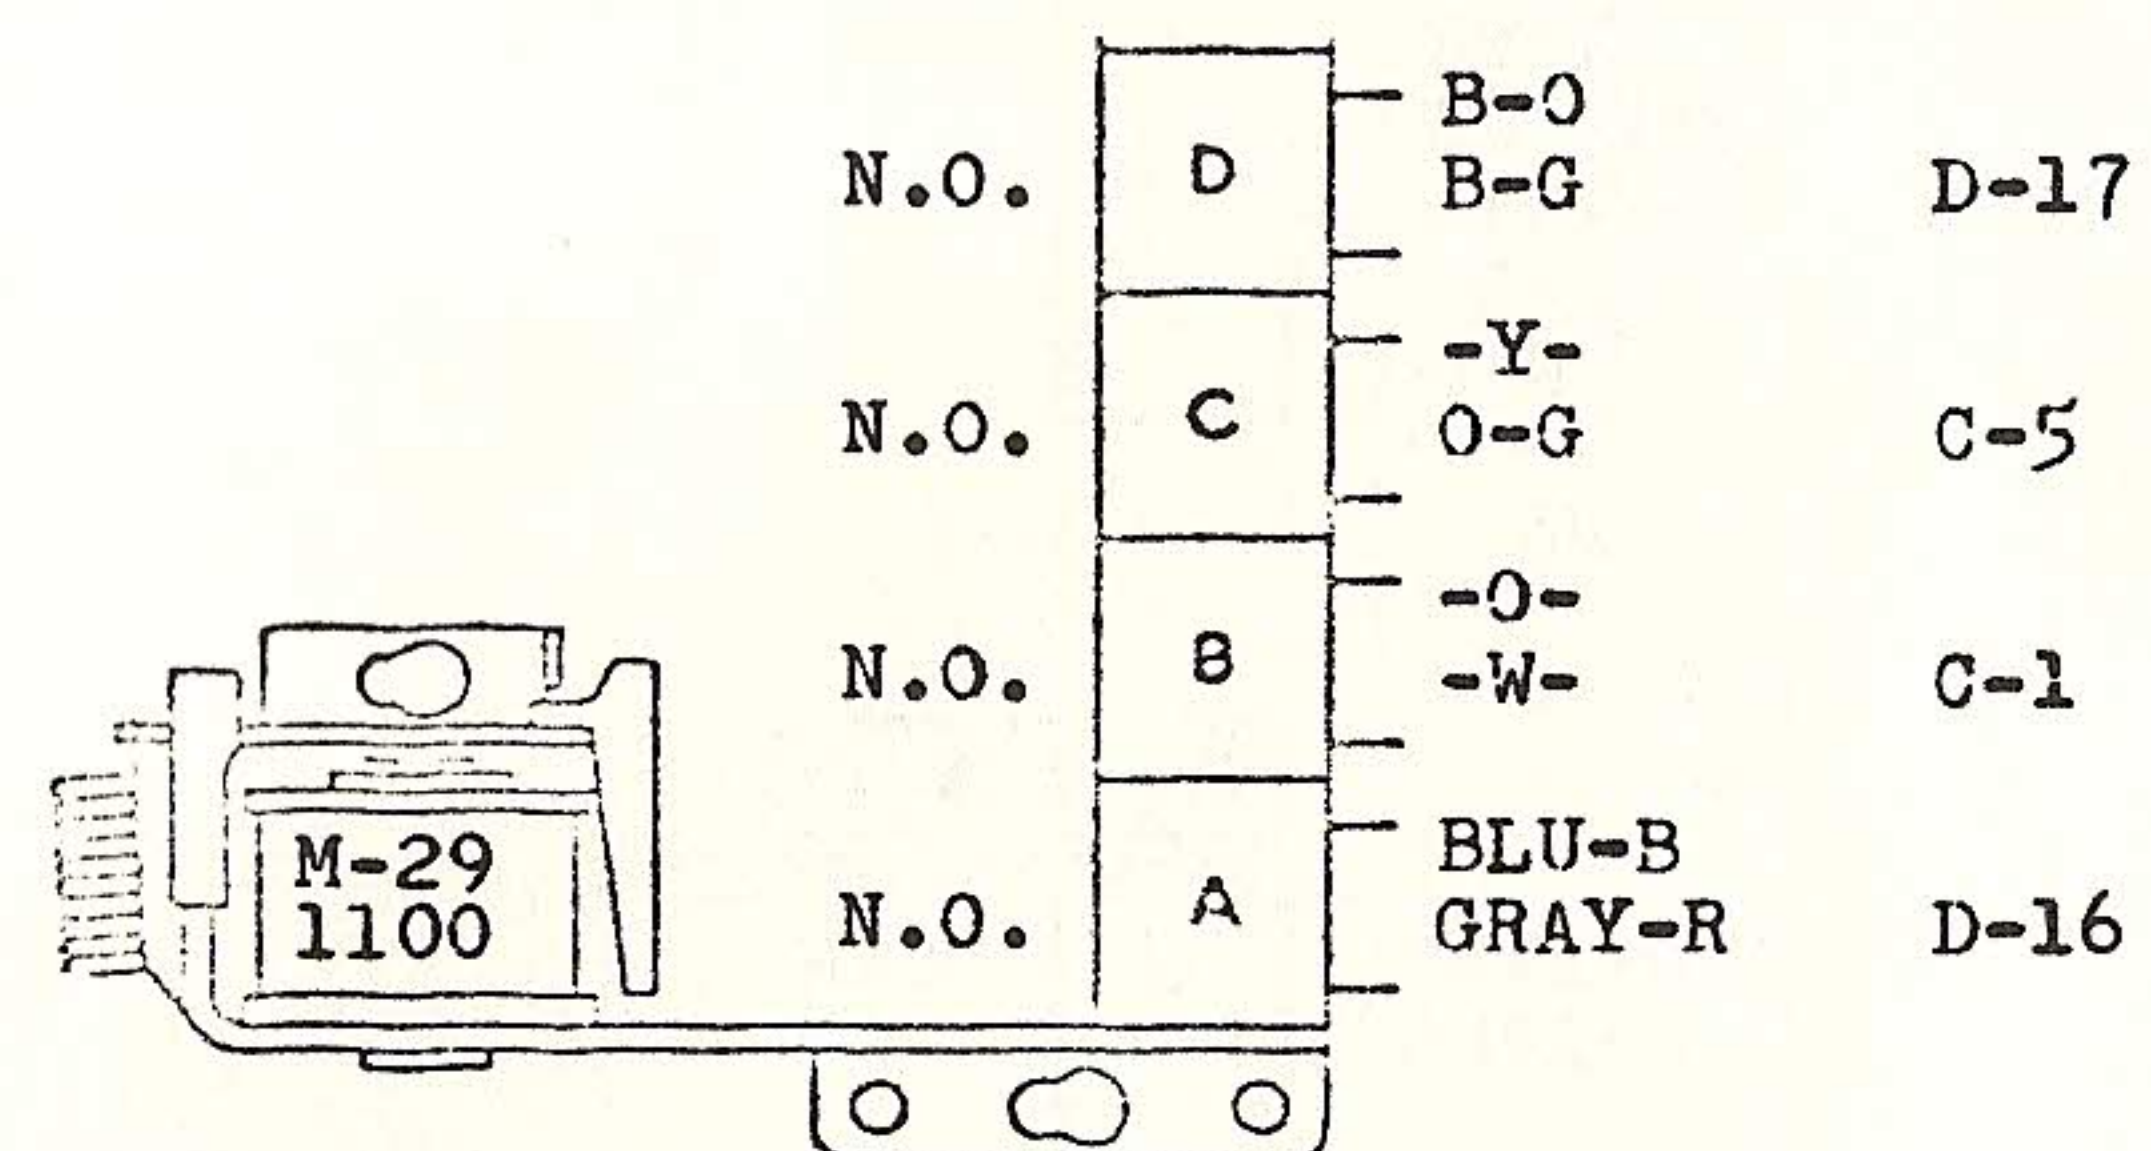 B-O
N.O. D B-G D-17
-Y-
N.O. C O-G C-5
-O-
N.O. B -W- C-1
M-29 BLU-B
1100 N.O. A GRAY-R D-16